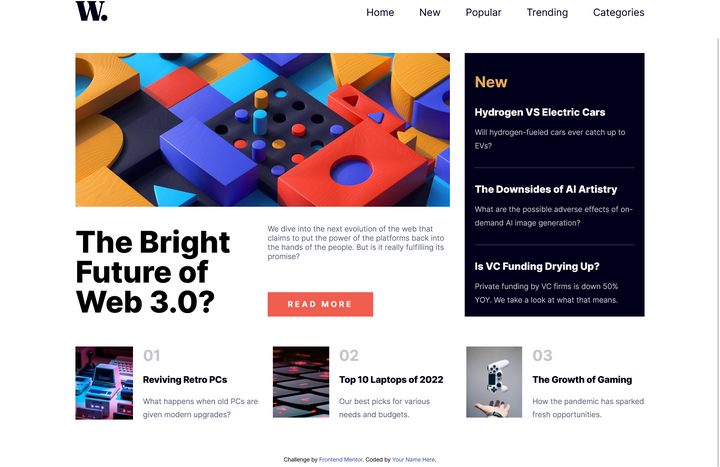 W.
Home New Popular Trending Categories
New
Hydrogen VS Electric Cars
Will hydrogen-fueled cars ever catch up to
EVs?
The Downsides of AI Artistry
What are the possible adverse effects of on-
demand AI image generation?
Is VC Funding Drying Up?
Private funding by VC firms is down 50%
YOY. We take a look at what that means.
The Bright
Future of
Web 3.0?
We dive into the next evolution of the web that
claims to put the power of the platforms back into
the hands of the people. But is it really fulfilling its
promise?
READ MORE
01
Reviving Retro PCs
What happens when old PCs are
given modern upgrades?
02
Top 10 Laptops of 2022
Our best picks for various
needs and budgets.
03
The Growth of Gaming
How the pandemic has sparked
fresh opportunities.
Challenge by Frontend Mentor. Coded by Your Name Here.